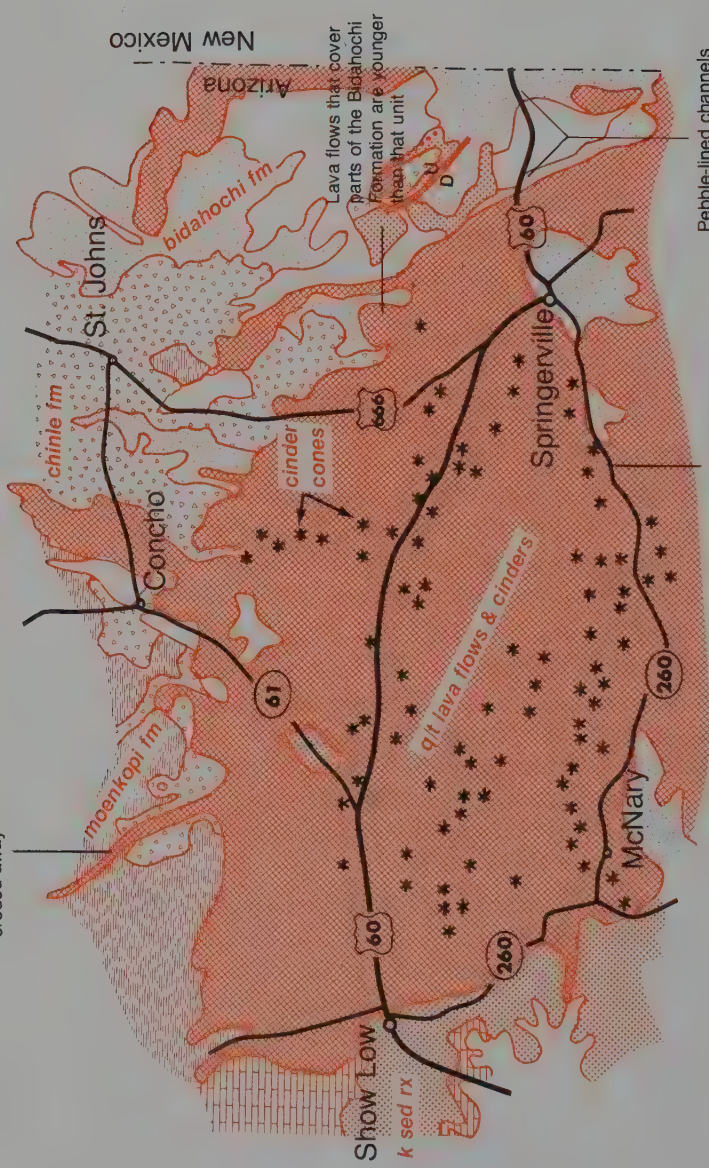 eroded away
moenkopi fm
chinle fm
Concho
St. Johns
bidahochi fm
Arizona
New Mexico
61
666
cinder
cones
Lava flows that cover
parts of the Bidahochi
Formation are younger
than that unit
U
D
60
Show Low
k sed rx
60
q/t lava flows & cinders
Springerville
260
McNary
260
Pebble-lined channels